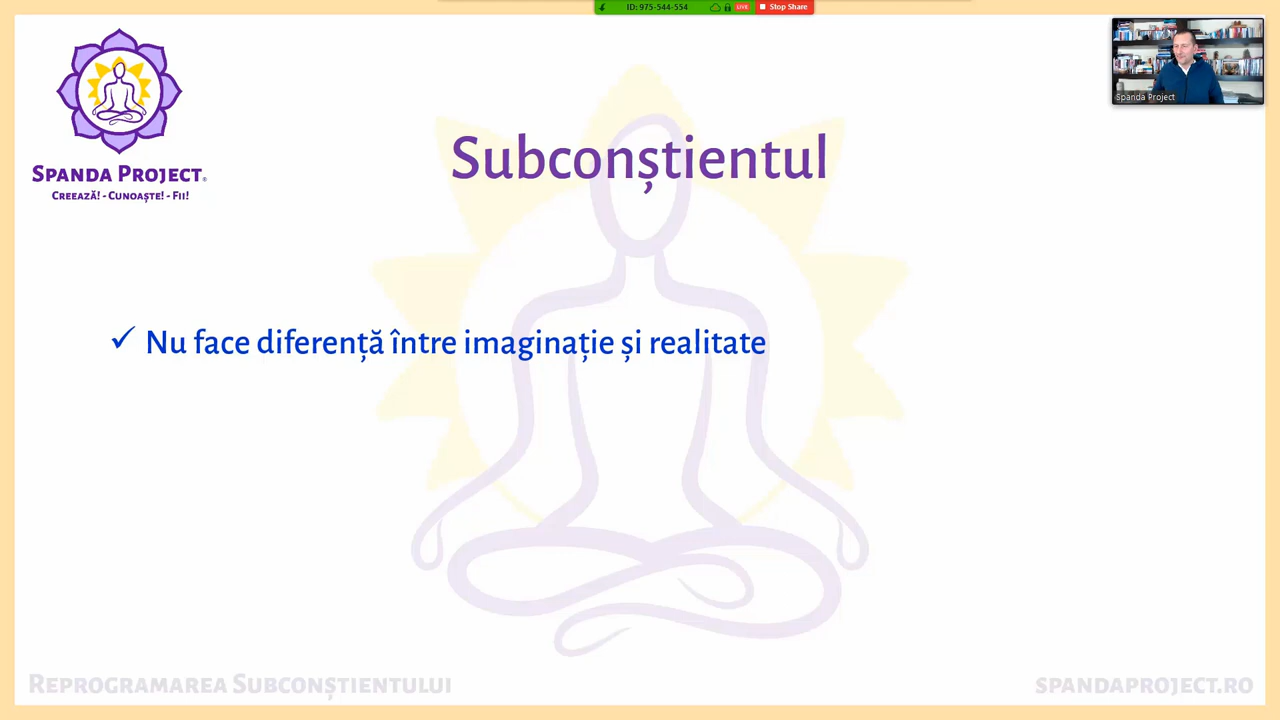 ID: 975-544-554
LIVE
Stop Share
Spanda Project
SPANDA PROJECT®
CREEAZĂ! - CUNOAȘTE! - FII!
Subconștientul
✓ Nu face diferență între imaginație și realitate
REPROGRAMAREA SUBCONȘTIENTULUI
SPANDAPROJECT.RO